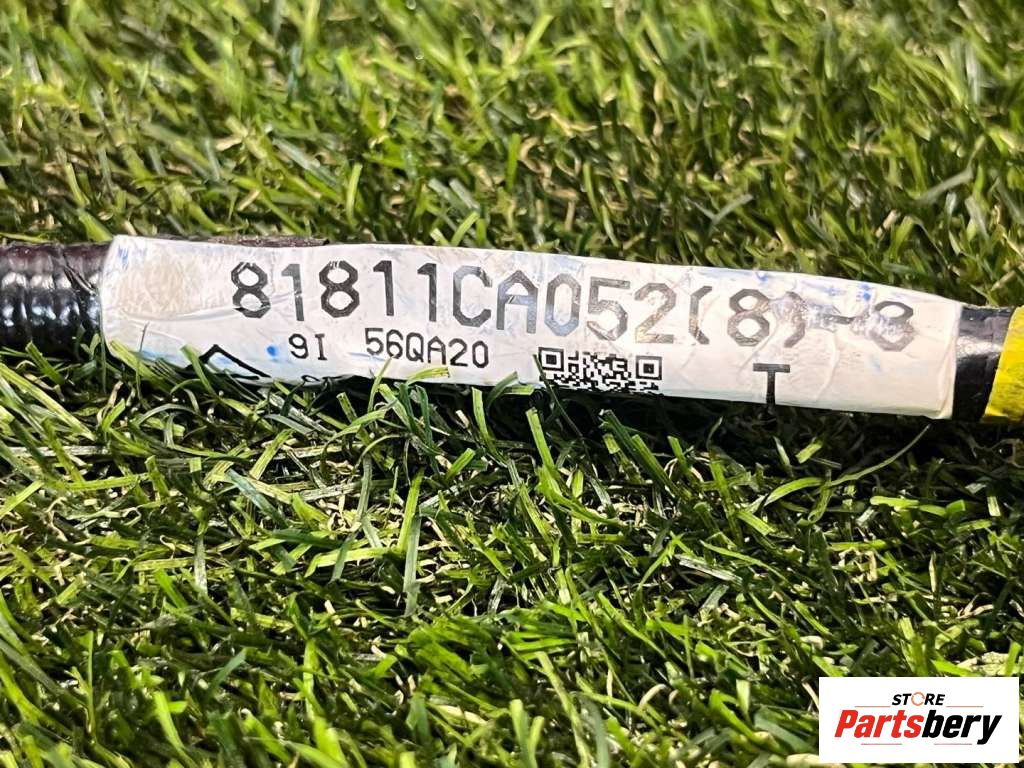 81811CA052(8)-8
9I 56QA20
T
STORE
Partsbery